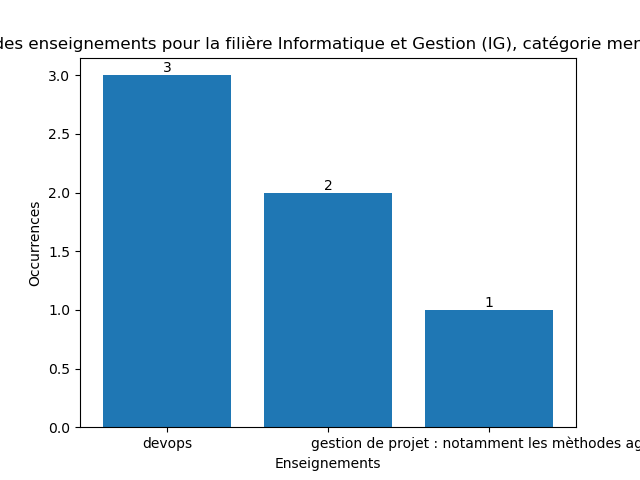 des enseignements pour la filière Informatique et Gestion (IG), catégorie mer
3
2
1
3.0
2.5
2.0
1.5
1.0
0.5
0.0
Occurrences
devops
gestion de projet : notamment les mèthodes ag
Enseignements